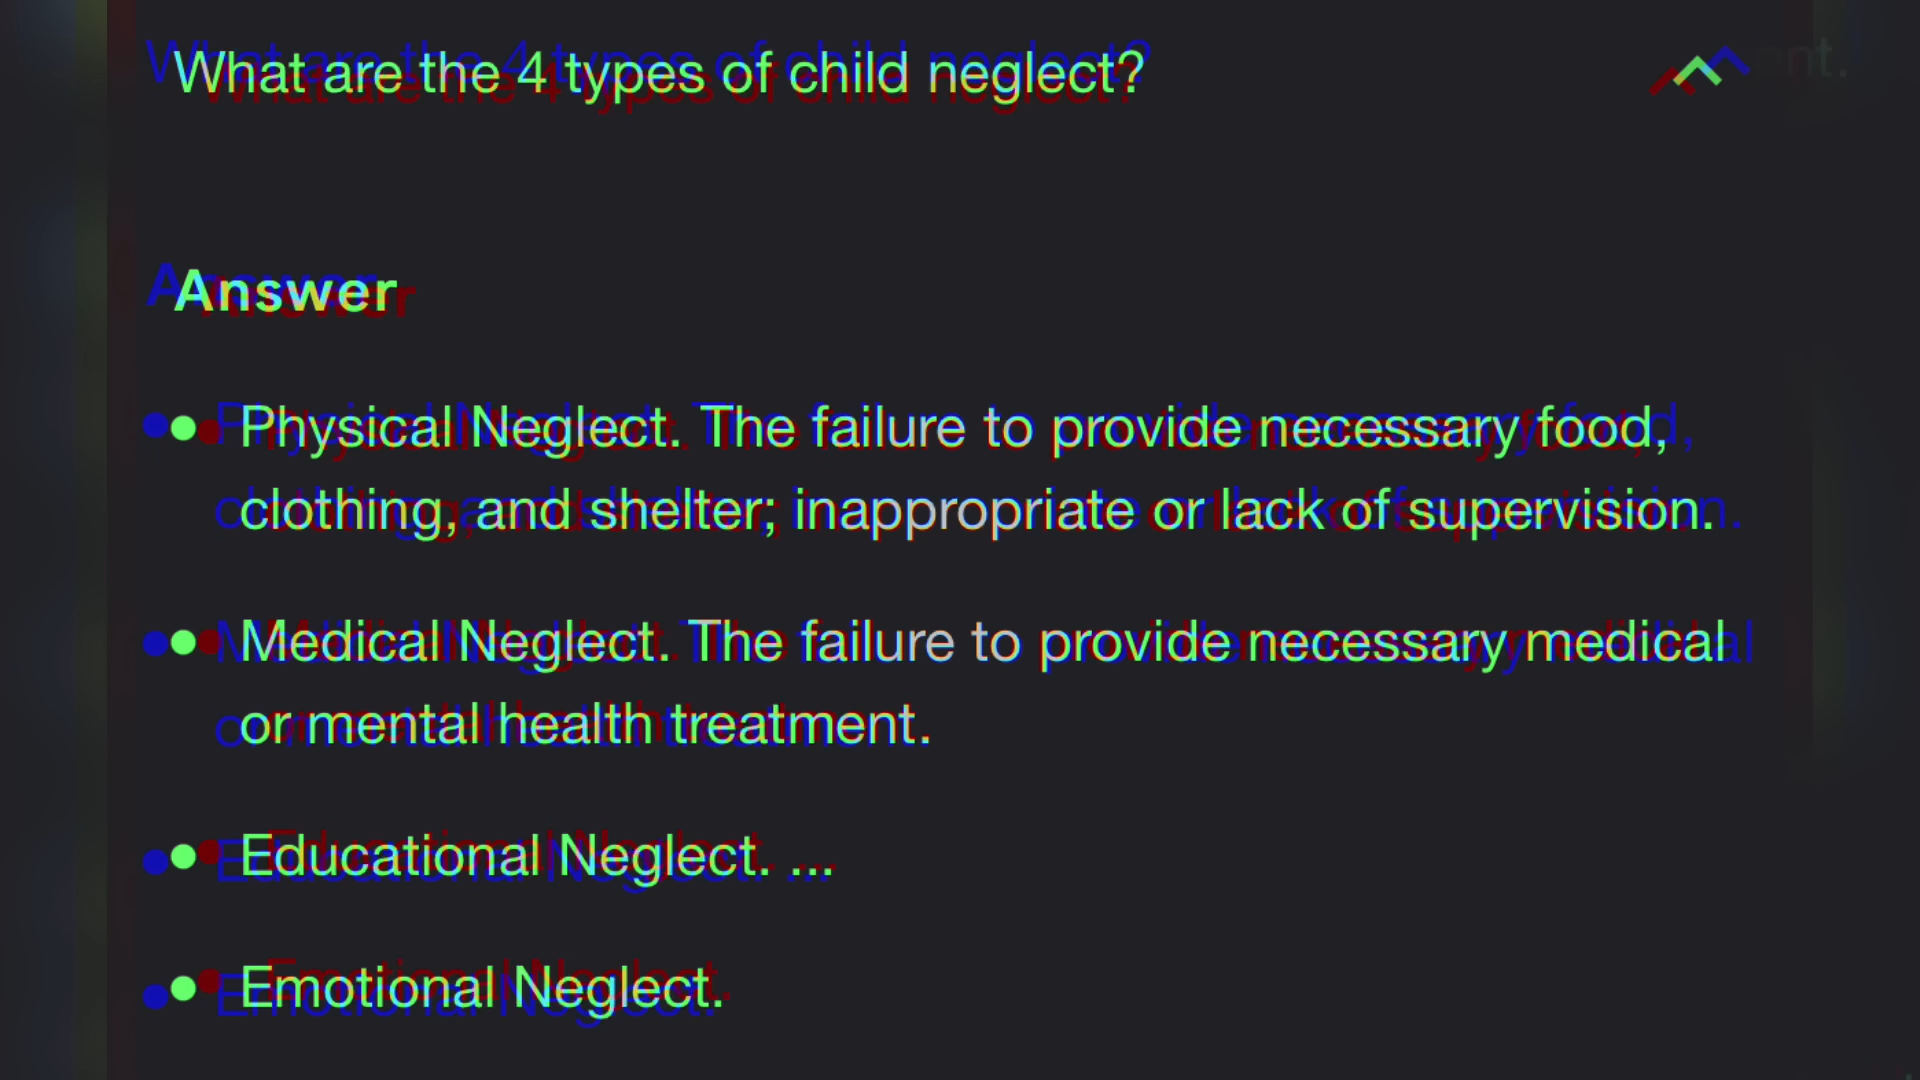 What are the 4 types of child neglect?
Answer
Physical Neglect. The failure to provide necessary food,
clothing, and shelter; inappropriate or lack of supervision.
Medical Neglect. The failure to provide necessary medical
or mental health treatment.
Educational Neglect. ...
Emotional Neglect.